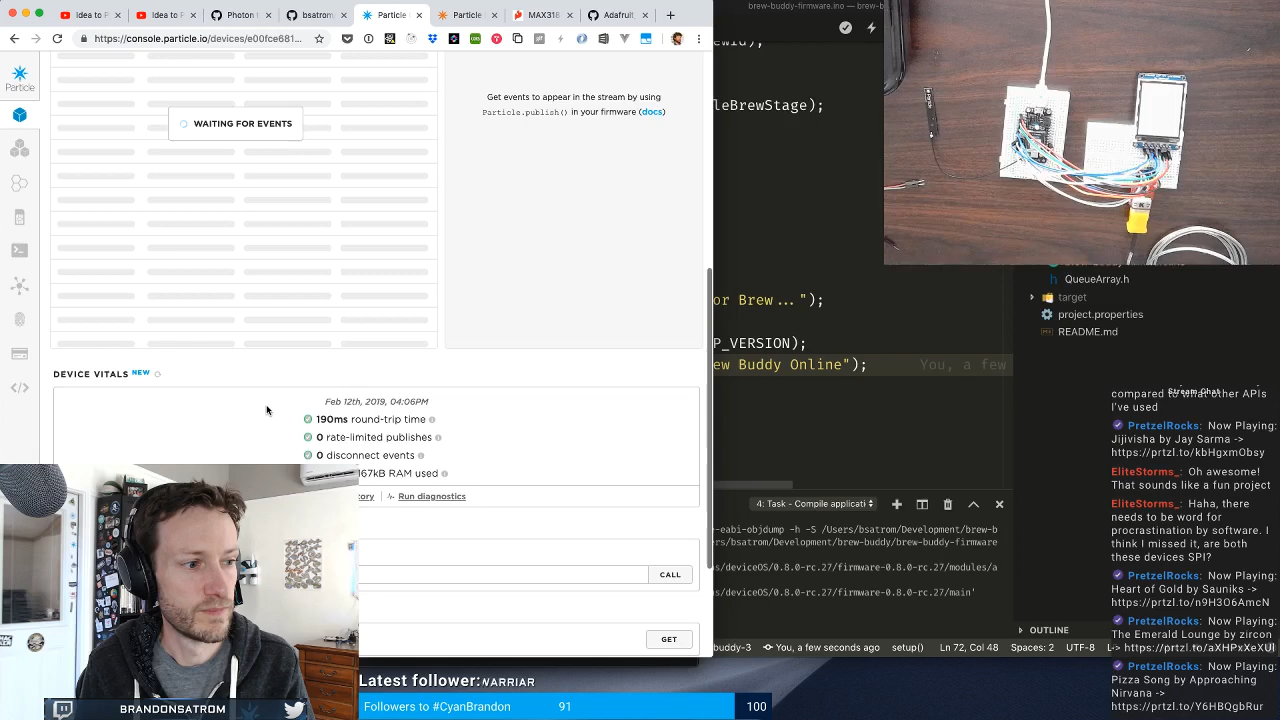 Idex
Photon
bsatrom
Particle
Particle
MAX318
Adafruit
https://console.particle.io/devices/e00fce681...
brew-buddy-firmware.ino — brew-b
Particle
Get events to appear in the stream by using
Particle.publish() in your firmware (docs)
WAITING FOR EVENTS
DEVICE VITALS NEW
Feb 12th, 2019, 04:06PM
190ms round-trip time
0 rate-limited publishes
0 disconnect events
167kB RAM used
Run diagnostics
CALL
GET
leBrewStage);
or Brew...");
P_VERSION);
ew Buddy Online"); You, a few
QueueArray.h
target
project.properties
README.md
4: Task - Compile applicati
-eabi-objdump -h -S /Users/bsatrom/Development/brew-b
ers/bsatrom/Development/brew-buddy/brew-buddy-firmware
s/deviceOS/0.8.0-rc.27/firmware-0.8.0-rc.27/modules/a
s/deviceOS/0.8.0-rc.27/firmware-0.8.0-rc.27/main'
OUTLINE
buddy-3 You, a few seconds ago setup() Ln 72, Col 48 Spaces: 2 UTF-8
Stream Chat
compared to what other APIs
I've used
PretzelRocks: Now Playing:
Jijivisha by Jay Sarma ->
https://prtzl.to/kbHgxmObsy
EliteStorms_: Oh awesome!
That sounds like a fun project
EliteStorms_: Haha, there
needs to be word for
procrastination by software. I
think I missed it, are both
these devices SPI?
PretzelRocks: Now Playing:
Heart of Gold by Sauniks ->
https://prtzl.to/n9H3O6AmcN
PretzelRocks: Now Playing:
The Emerald Lounge by zircon
-> https://prtzl.to/aXHPxXeXUl
PretzelRocks: Now Playing:
Pizza Song by Approaching
Nirvana ->
https://prtzl.to/Y6HBQgbRur
Latest follower:
WARRIAR
BRANDONSATROM
Followers to #CyanBrandon 91 100